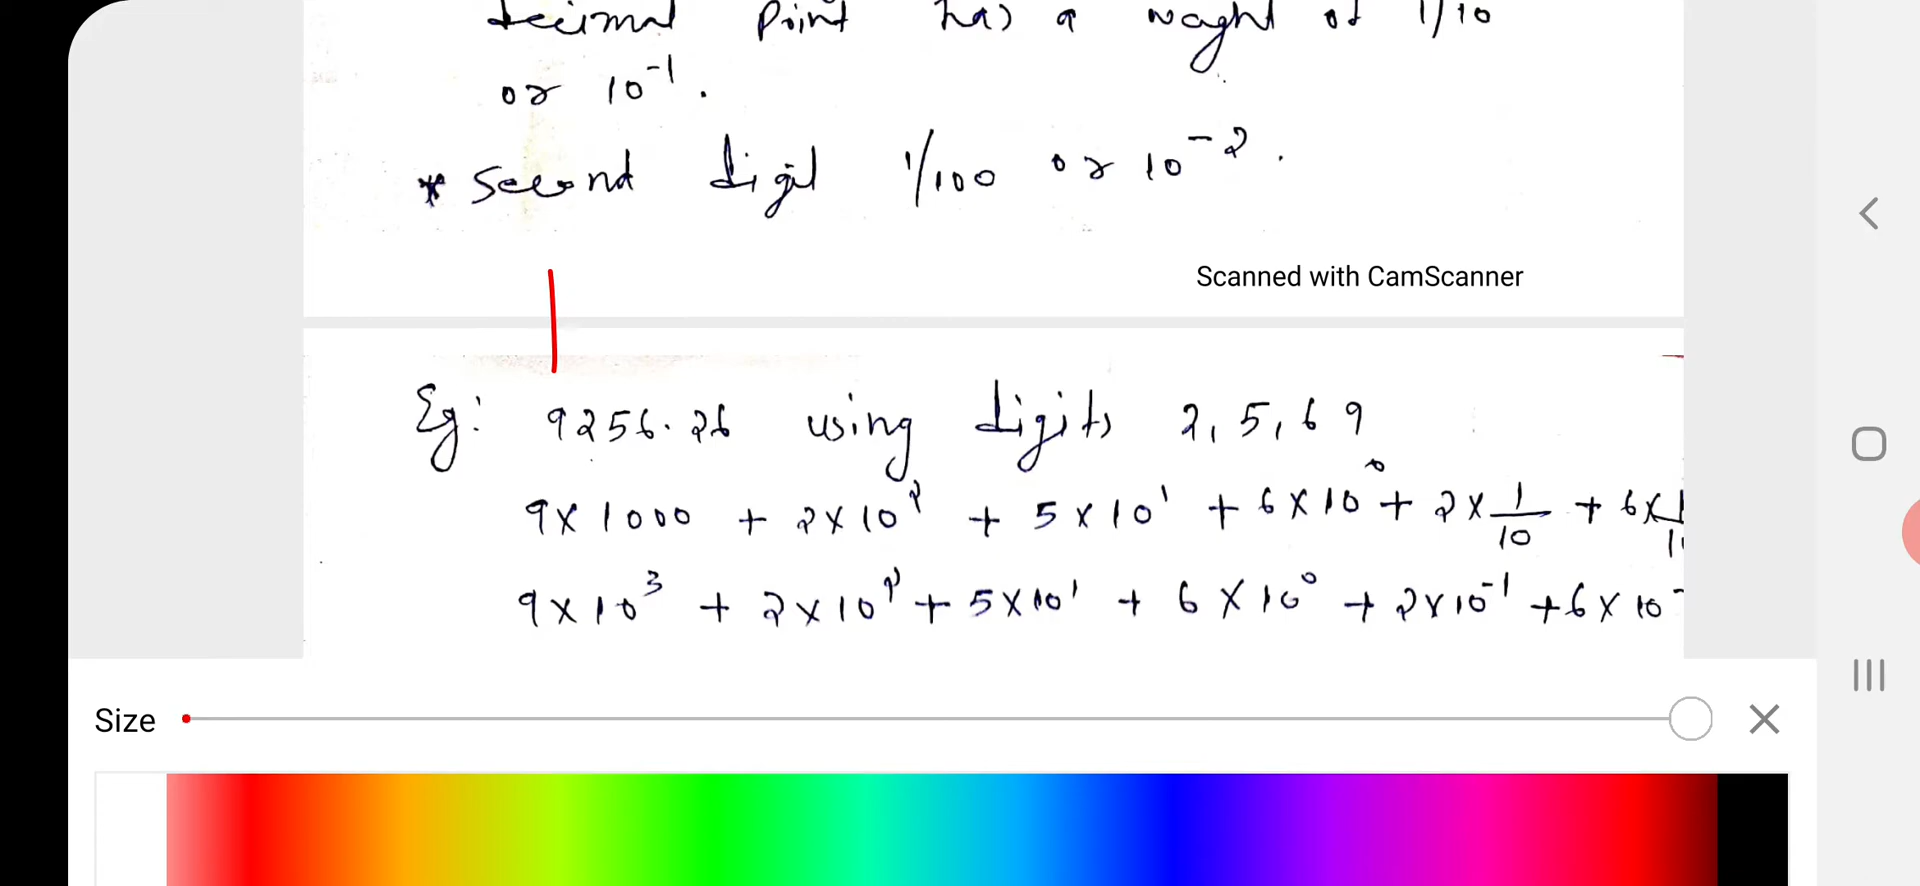 decimal point has a weght of 1/10
or 10⁻¹.
* Second digit 1/100 or 10⁻².
Scanned with CamScanner
Eg: 9256.26 using digits 2, 5, 6 9
9 × 1000 + 2 × 10² + 5 × 10¹ + 6 × 10⁰ + 2 × 1/10 + 6 ×
9 × 10³ + 2 × 10² + 5 × 10¹ + 6 × 10⁰ + 2 × 10⁻¹ + 6 × 10⁻
Size